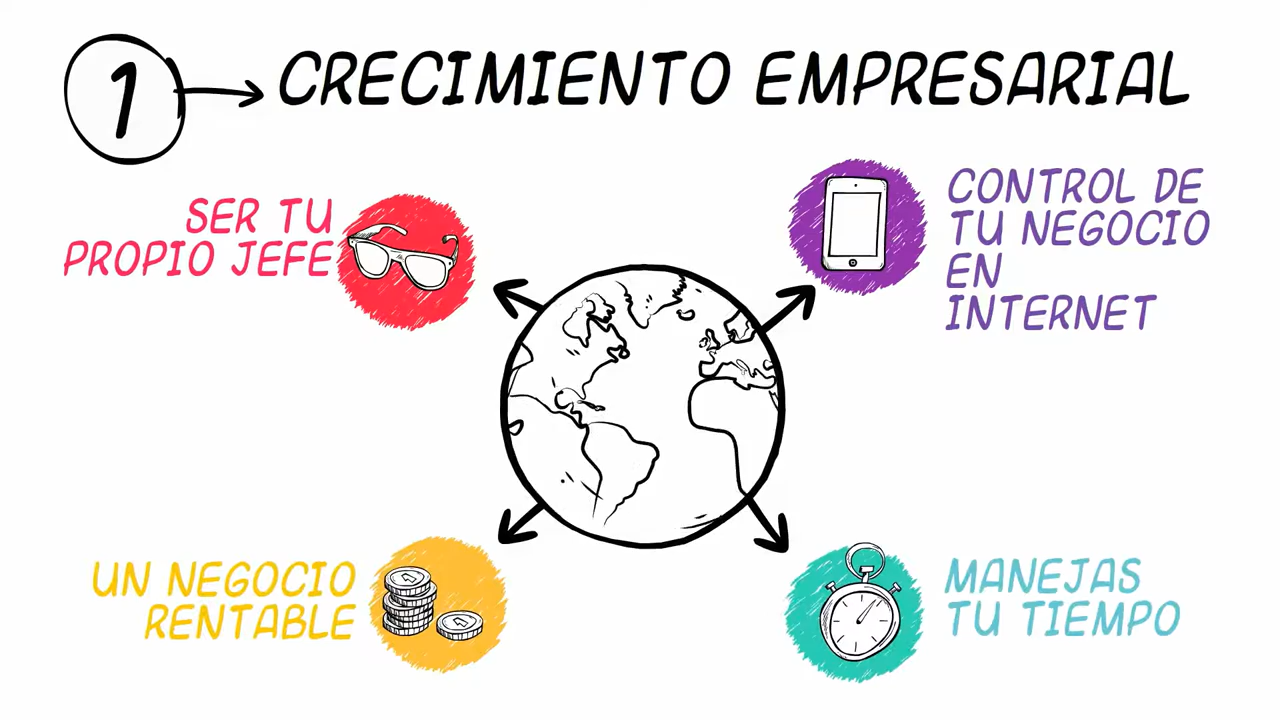 1
CRECIMIENTO EMPRESARIAL
SER TU
PROPIO JEFE
CONTROL DE
TU NEGOCIO
EN
INTERNET
UN NEGOCIO
RENTABLE
MANEJAS
TU TIEMPO